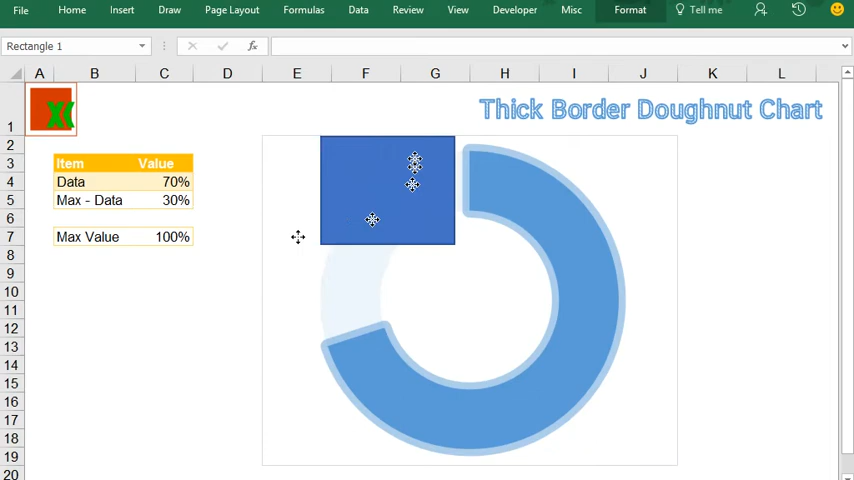 File Home Insert Draw Page Layout Formulas Data Review View Developer Misc Format Tell me
Rectangle 1 fx
A B C D E F G H I J K L
1 Thick Border Doughnut Chart
2
3 Item Value
4 Data 70%
5 Max - Data 30%
6
7 Max Value 100%
8
9
10
11
12
13
14
15
16
17
18
19
20